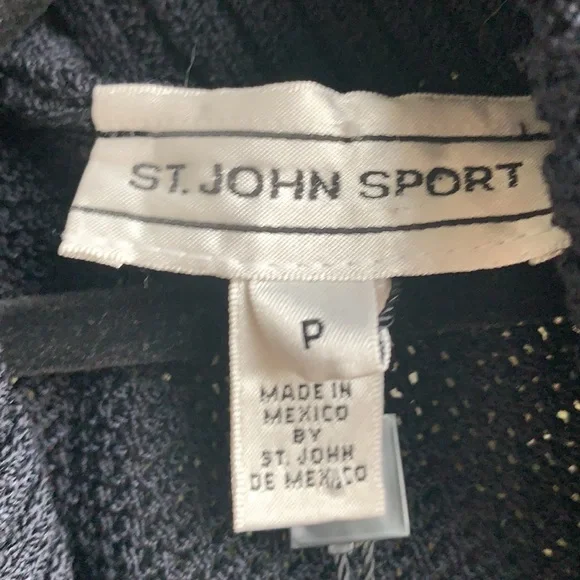 ST. JOHN SPORT
P
MADE IN
MEXICO
BY
ST. JOHN
DE MEXICO